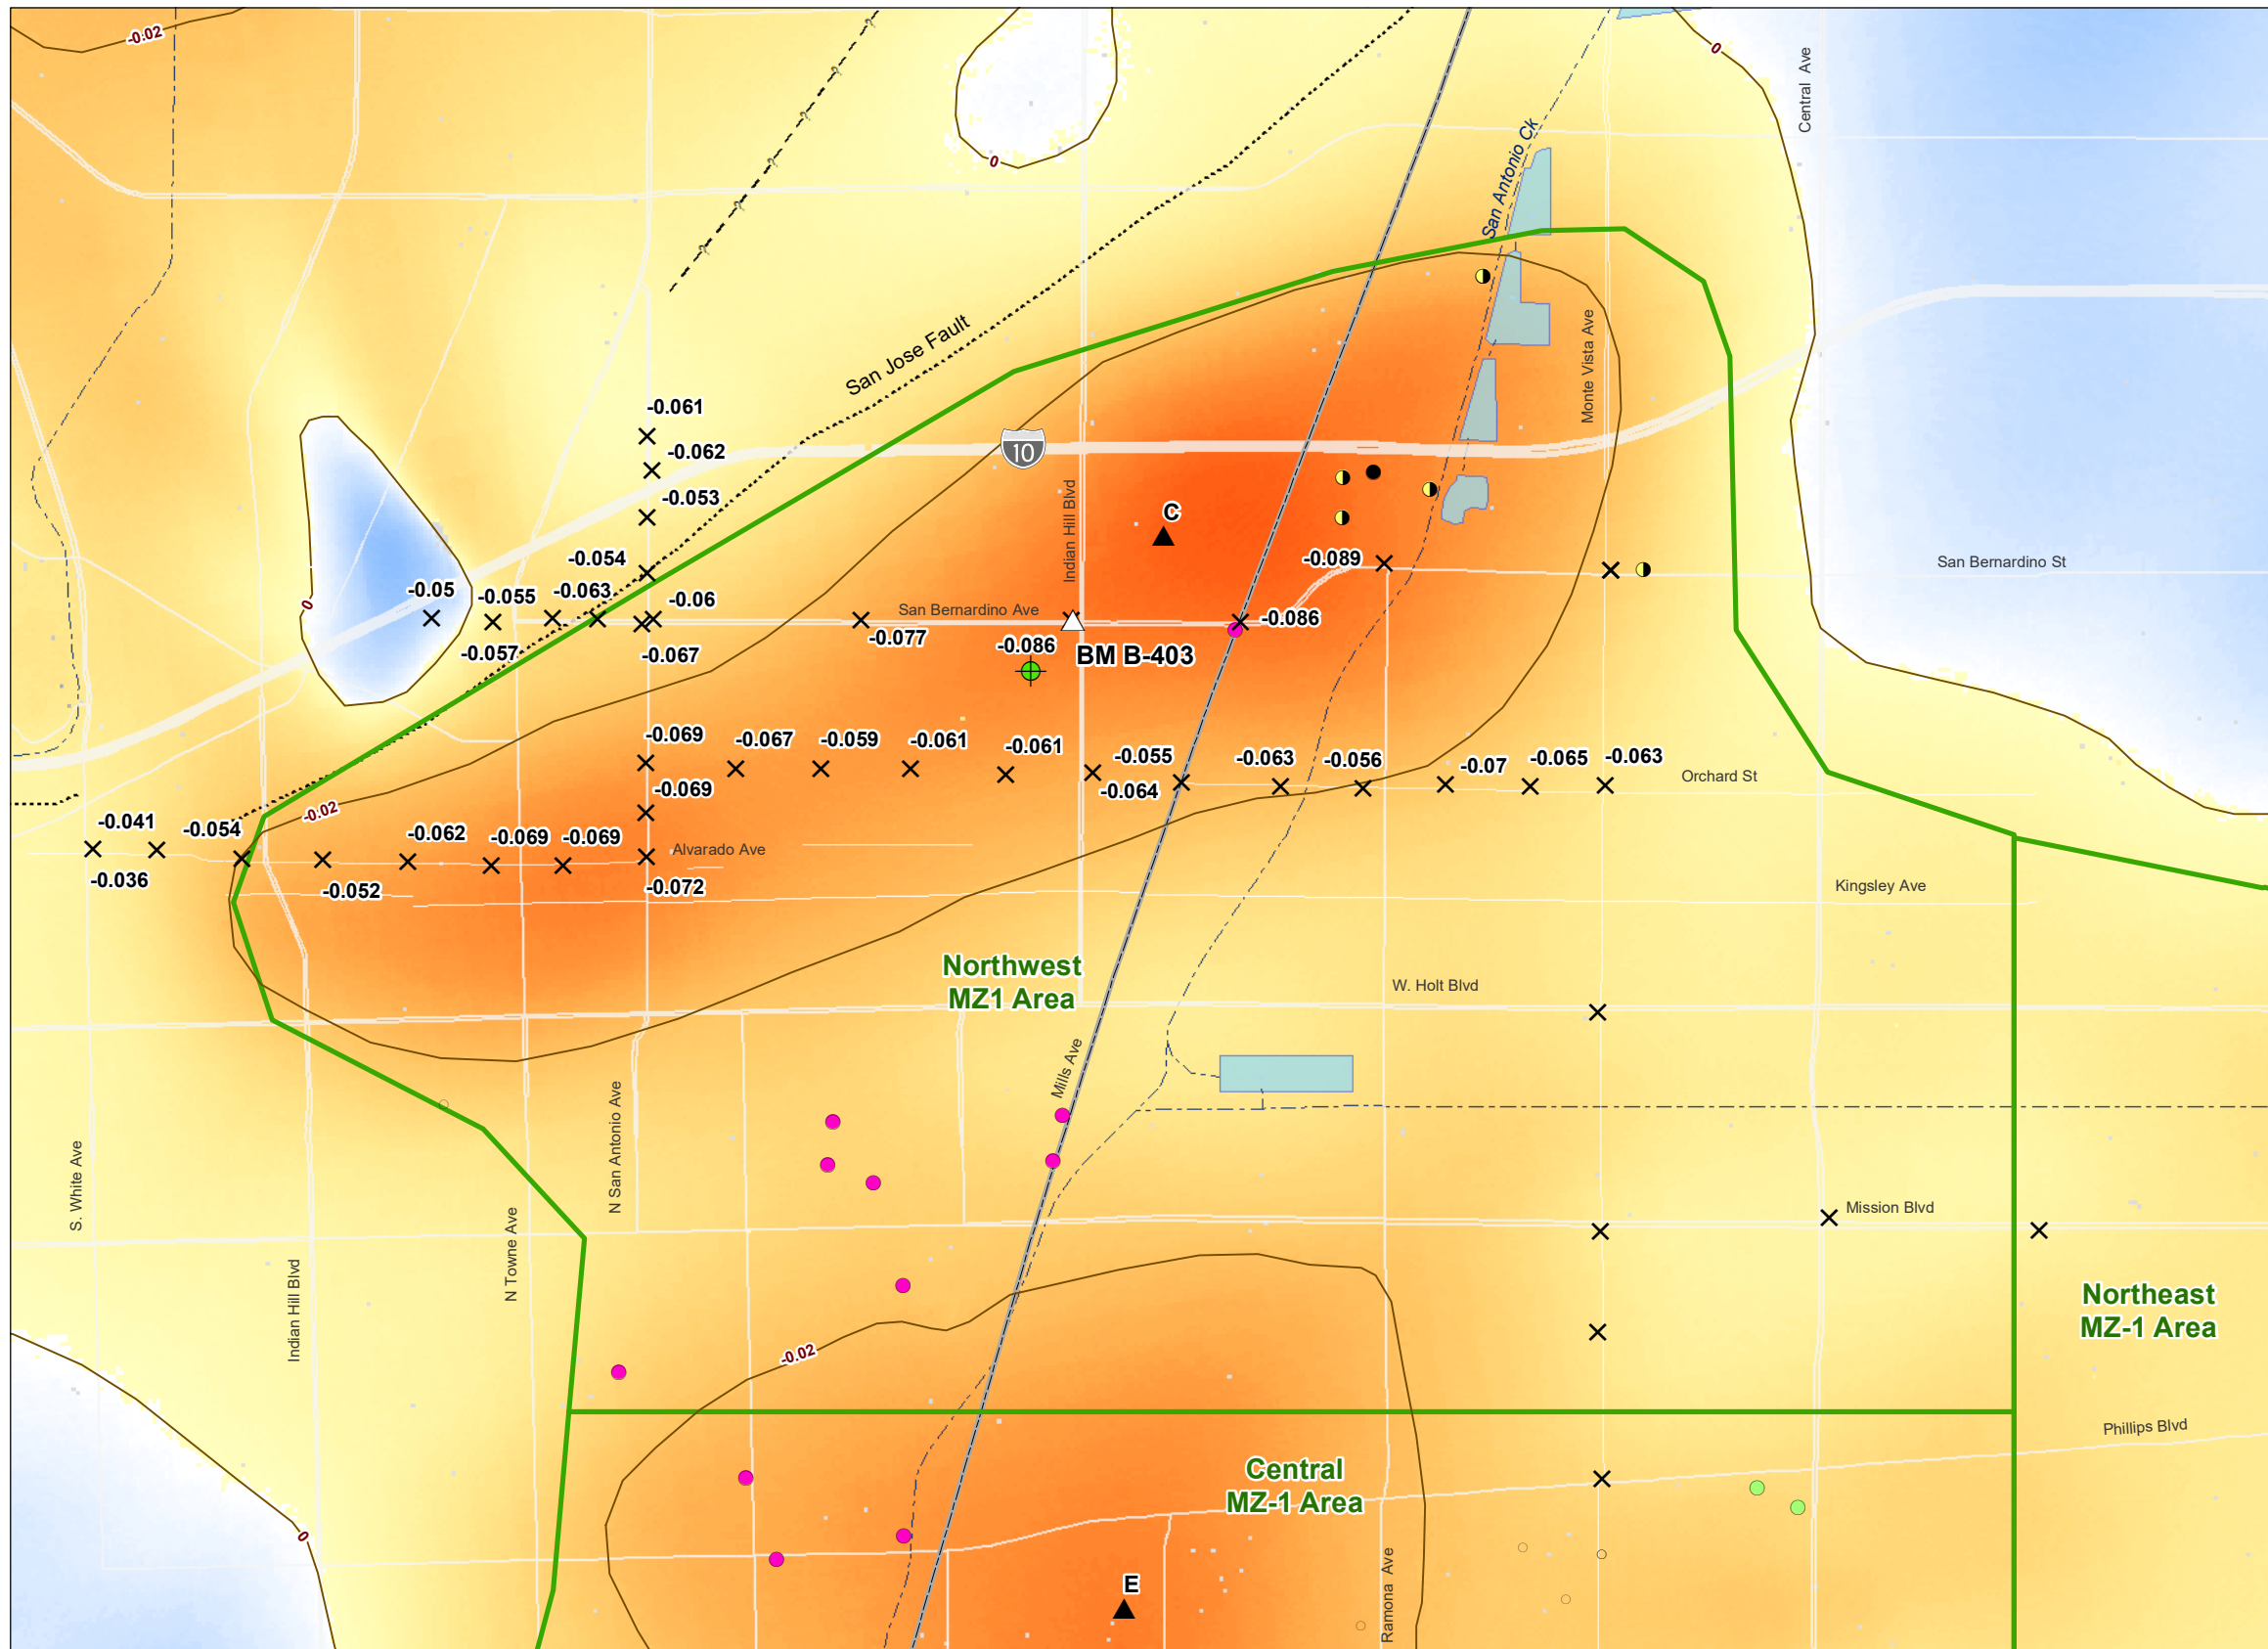 -0.02
0
0
Central Ave
San Antonio Ck
San Jose Fault
Monte Vista Ave
-0.061
-0.062
10
-0.053
Indian Hill Blvd
C
-0.054
-0.089
San Bernardino St
-0.05
-0.055
-0.063
-0.06
San Bernardino Ave
0
-0.086
-0.077
-0.057
-0.067
-0.086
BM B-403
-0.069
-0.067
-0.059
-0.061
-0.061
-0.055
-0.063
-0.056
-0.07
-0.065
-0.063
Orchard St
-0.069
-0.064
-0.02
-0.041
-0.054
-0.062
-0.069
-0.069
Alvarado Ave
-0.036
-0.052
-0.072
Kingsley Ave
Northwest
MZ1 Area
W. Holt Blvd
Mills Ave
N San Antonio Ave
S. White Ave
N Towne Ave
Indian Hill Blvd
Mission Blvd
Northeast
MZ-1 Area
-0.02
Phillips Blvd
Central
MZ-1 Area
0
E
Ramona Ave